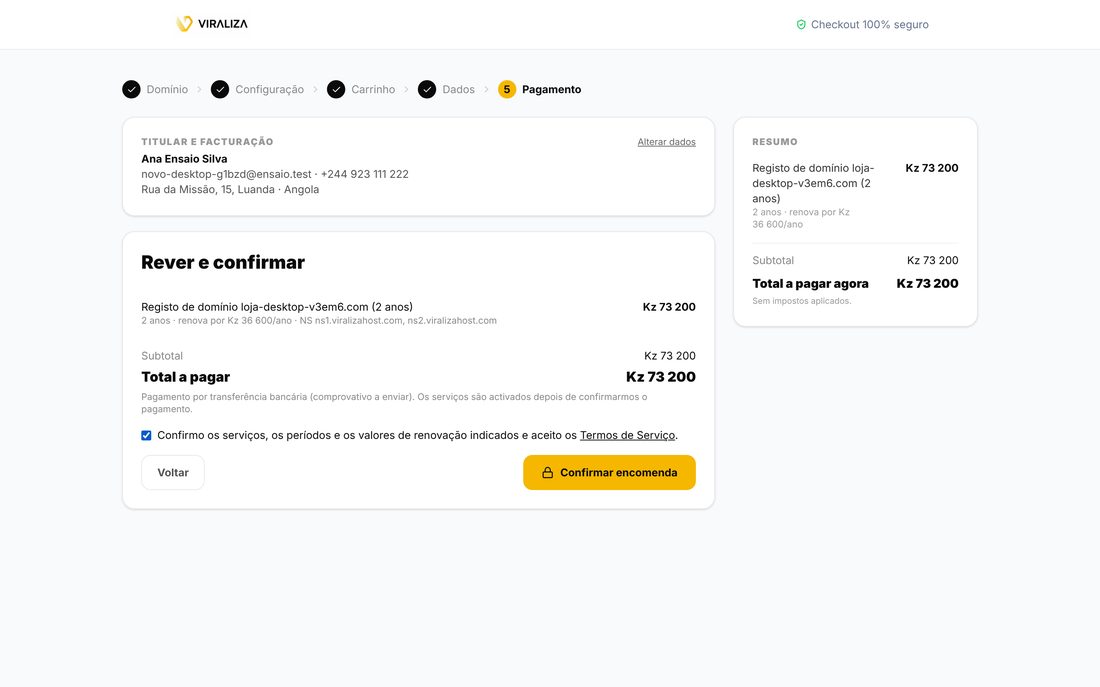 VIRALIZA
Checkout 100% seguro
Domínio
Configuração
Carrinho
Dados
5 Pagamento
TITULAR E FACTURAÇÃO
Alterar dados
Ana Ensaio Silva
novo-desktop-g1bzd@ensaio.test · +244 923 111 222
Rua da Missão, 15, Luanda · Angola
Rever e confirmar
Registo de domínio loja-desktop-v3em6.com (2 anos) Kz 73 200
2 anos · renova por Kz 36 600/ano · NS ns1.viralizahost.com, ns2.viralizahost.com
Subtotal Kz 73 200
Total a pagar Kz 73 200
Pagamento por transferência bancária (comprovativo a enviar). Os serviços são activados depois de confirmarmos o
pagamento.
Confirmo os serviços, os períodos e os valores de renovação indicados e aceito os Termos de Serviço.
Voltar
Confirmar encomenda
RESUMO
Registo de domínio loja- Kz 73 200
desktop-v3em6.com (2
anos)
2 anos · renova por Kz
36 600/ano
Subtotal Kz 73 200
Total a pagar agora Kz 73 200
Sem impostos aplicados.